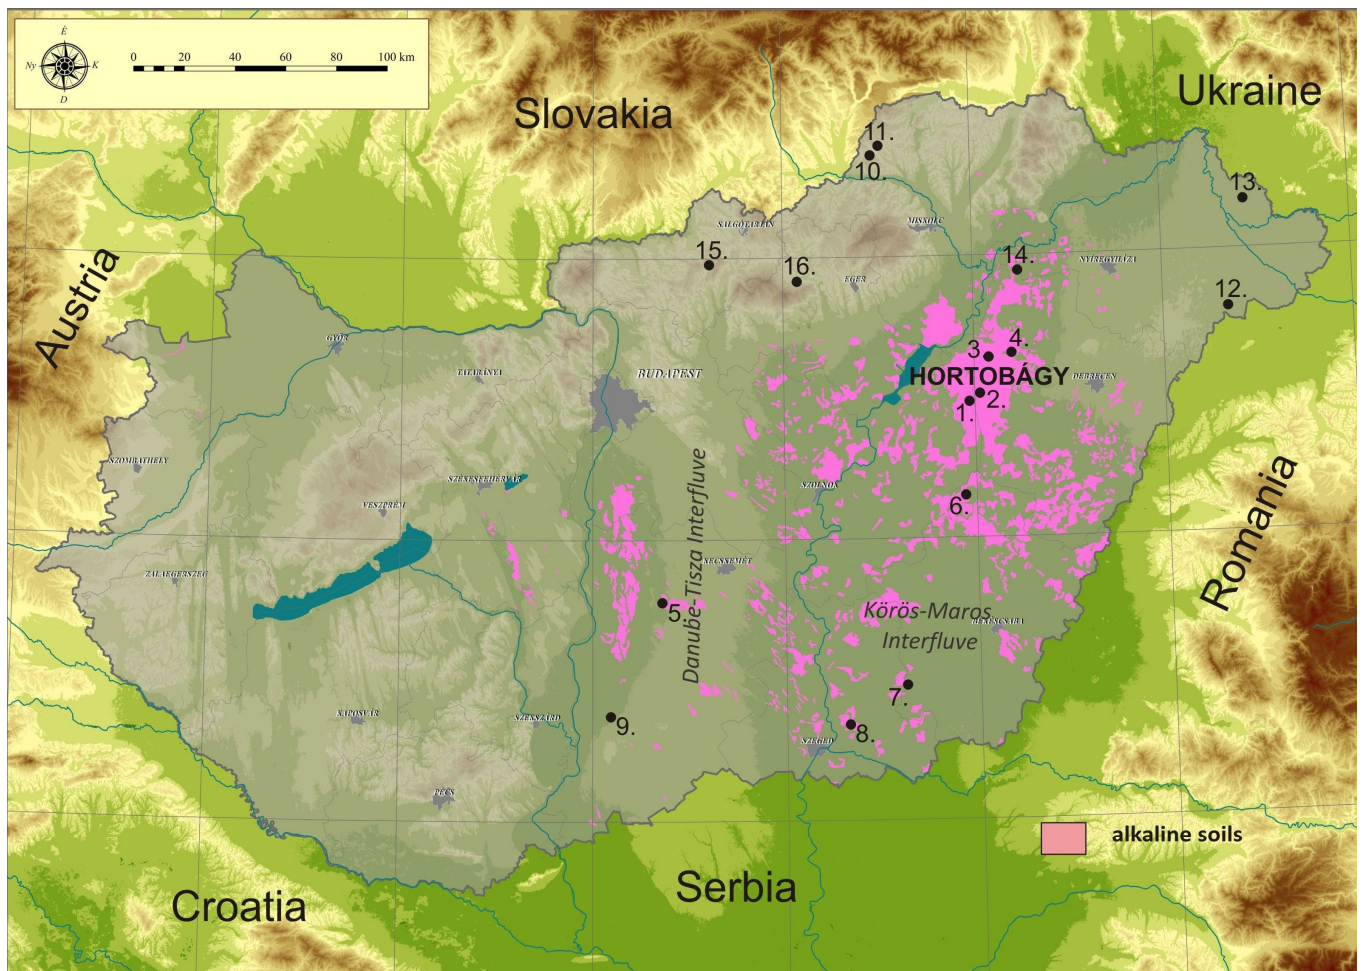 É
Ny
K
D
0 20 40 60 80 100 km
Slovakia
Ukraine
Austria
Romania
Croatia
Serbia
11.
10.
13.
SALGÓTARJÁN
MISKOLC
15.
16.
EGER
14.
NYÍREGYHÁZA
12.
GYŐR
TATABÁNYA
BUDAPEST
3.
4.
HORTOBÁGY
DEBRECEN
1.
2.
SZOMBATHELY
SZÉKESFEHÉRVÁR
VESZPRÉM
SZOLNOK
6.
Danube-Tisza Interfluve
KECSKEMÉT
ZALAEGERSZEG
5.
Körös-Maros
Interfluve
BÉKÉSCSABA
7.
KAPOSVÁR
SZEKSZÁRD
9.
8.
SZEGED
PÉCS
alkaline soils